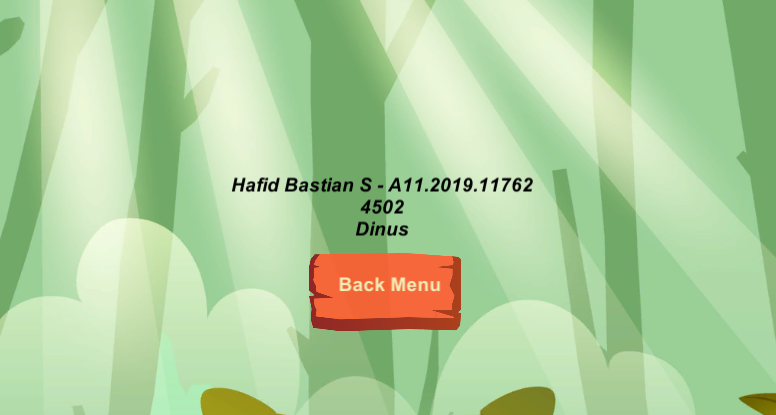 Hafid Bastian S - A11.2019.11762
4502
Dinus
Back Menu